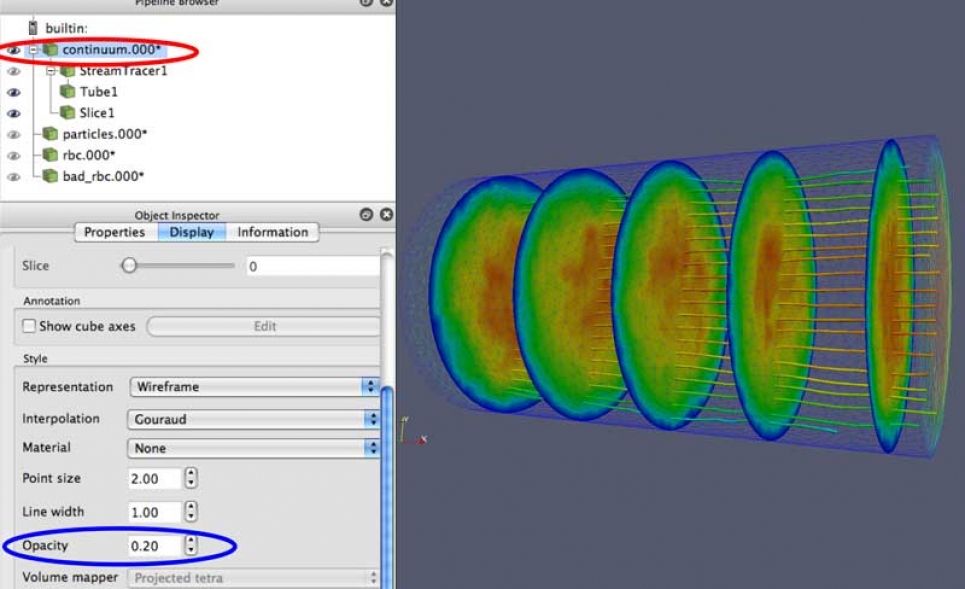 Pipeline Browser
builtin:
continuum.000*
StreamTracer1
Tube1
Slice1
particles.000*
rbc.000*
bad_rbc.000*
Object Inspector
Properties Display Information
Slice 0
Annotation
Show cube axes Edit
Style
Representation Wireframe
Interpolation Gouraud
Material None
Point size 2.00
Line width 1.00
Opacity 0.20
Volume mapper Projected tetra